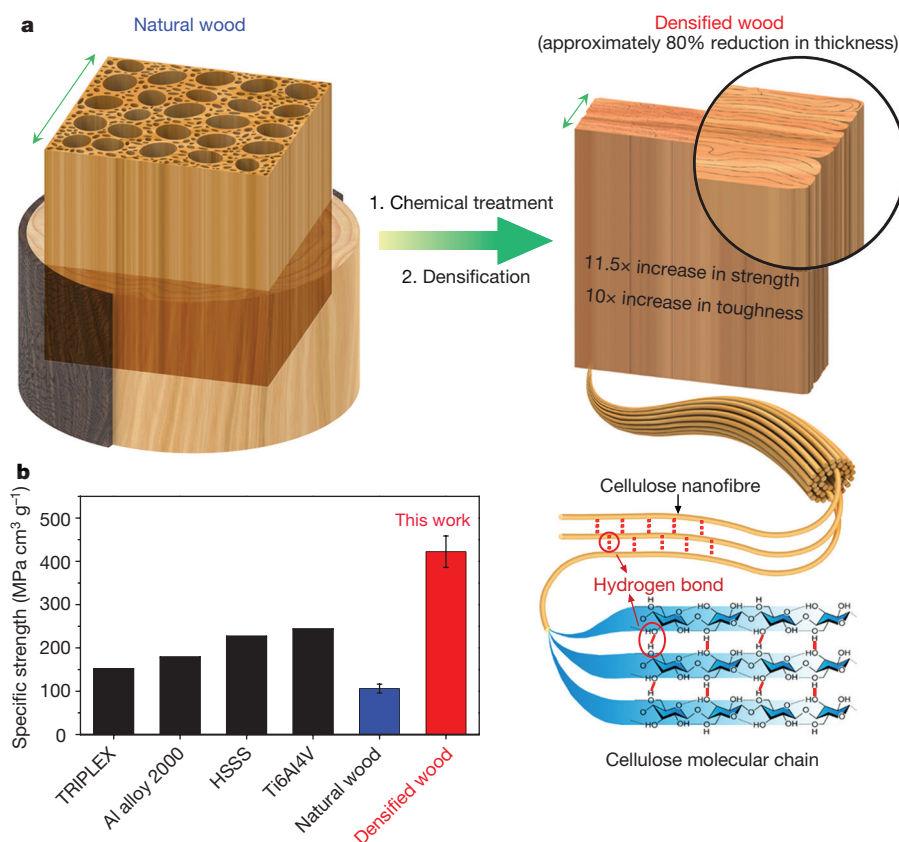 a
Natural wood
Densified wood
(approximately 80% reduction in thickness)
1. Chemical treatment
2. Densification
11.5× increase in strength
10× increase in toughness
b
Specific strength (MPa cm³ g⁻¹)
500
400
300
200
100
0
This work
TRIPLEX
Al alloy 2000
HSSS
Ti6Al4V
Natural wood
Densified wood
Cellulose nanofibre
Hydrogen bond
Cellulose molecular chain